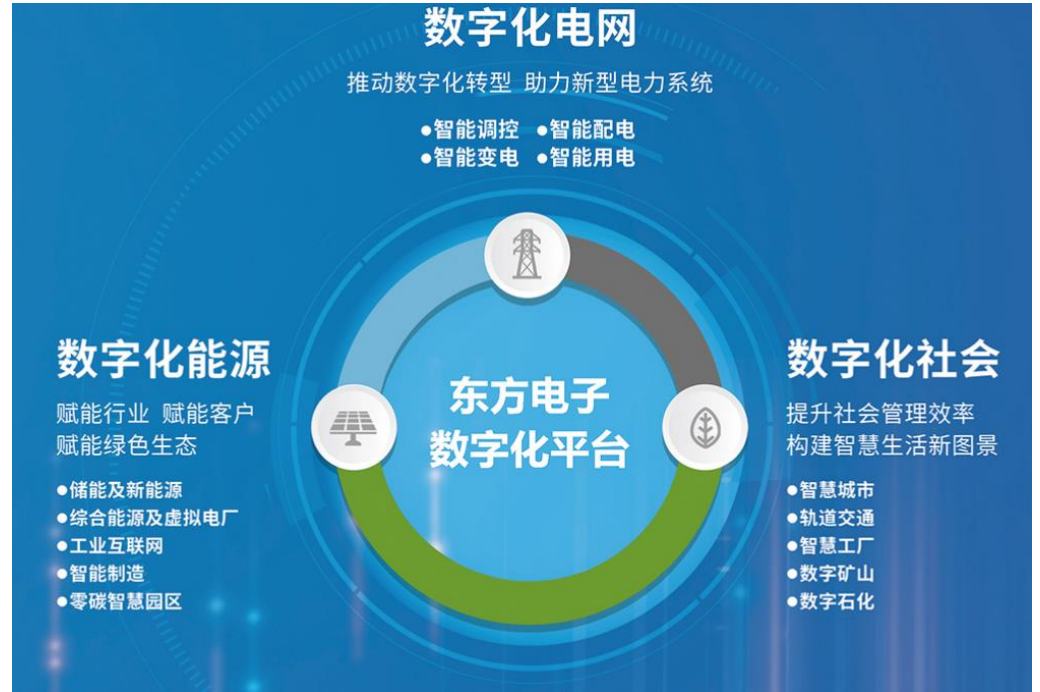 数字化电网
推动数字化转型 助力新型电力系统
●智能调控 ●智能配电
●智能变电 ●智能用电
东方电子
数字化平台
数字化能源
赋能行业 赋能客户
赋能绿色生态
●储能及新能源
●综合能源及虚拟电厂
●工业互联网
●智能制造
●零碳智慧园区
数字化社会
提升社会管理效率
构建智慧生活新图景
●智慧城市
●轨道交通
●智慧工厂
●数字矿山
●数字石化